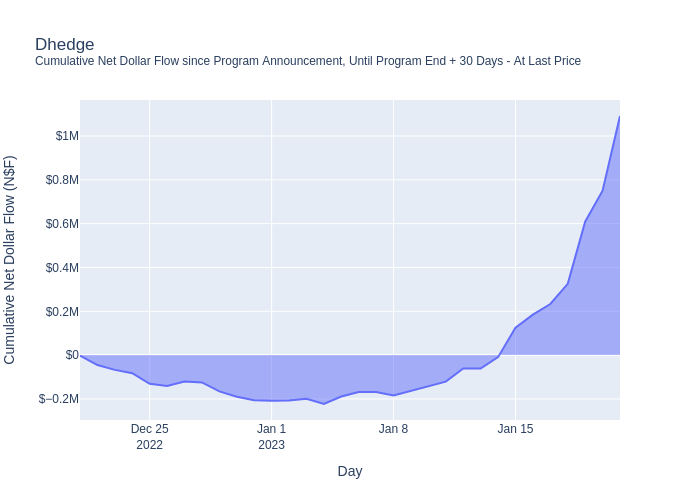 Dhedge
Cumulative Net Dollar Flow since Program Announcement, Until Program End + 30 Days - At Last Price
Cumulative Net Dollar Flow (N$F)
$1M
$0.8M
$0.6M
$0.4M
$0.2M
$0
$−0.2M
Dec 25
2022
Jan 1
2023
Jan 8
Jan 15
Day